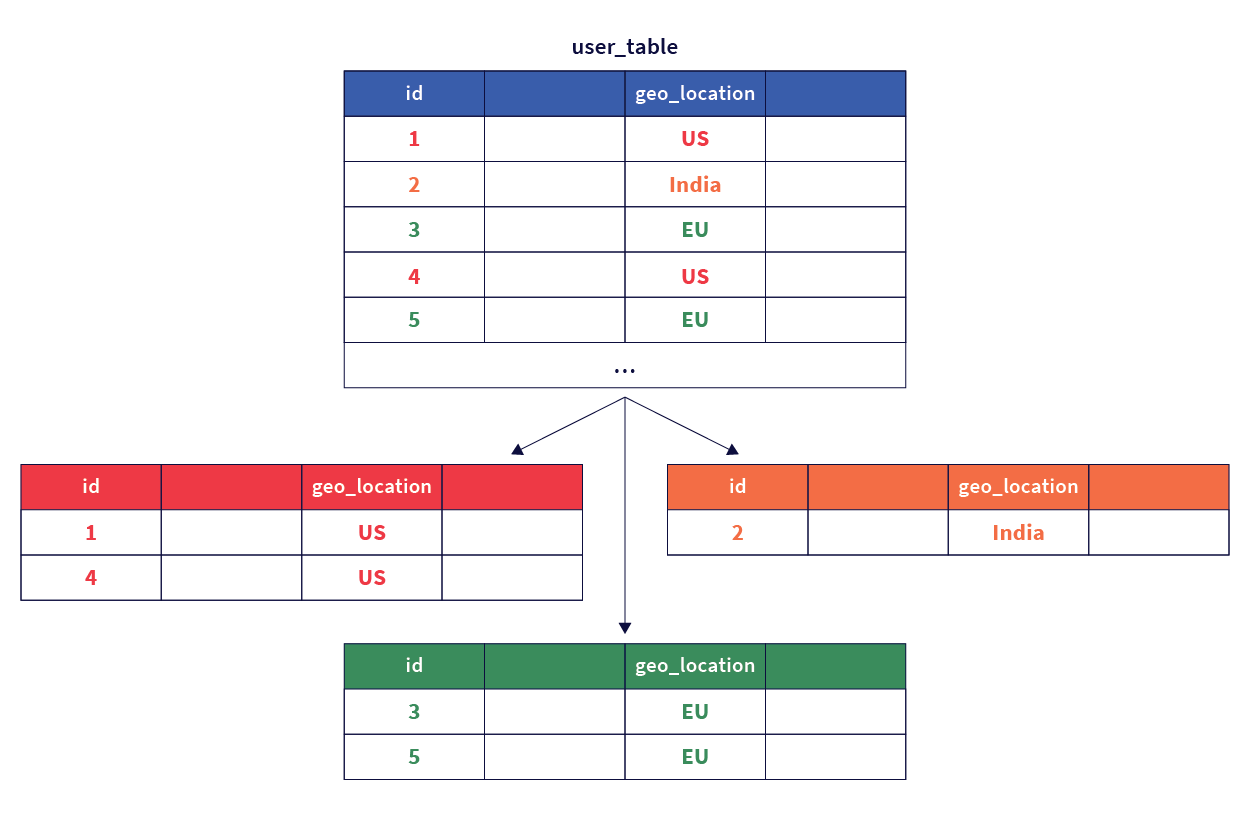 user_table
id geo_location
1 US
2 India
3 EU
4 US
5 EU
...
id geo_location
1 US
4 US
id geo_location
2 India
id geo_location
3 EU
5 EU